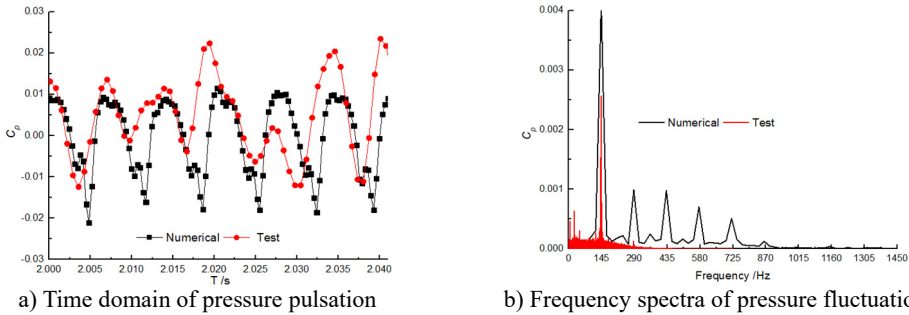 0.03
0.02
0.01
0.00
-0.01
-0.02
-0.03
Cp
Numerical Test
2.000 2.005 2.010 2.015 2.020 2.025 2.030 2.035 2.040
T /s
a) Time domain of pressure pulsation
0.004
0.003
0.002
0.001
0.000
Cp
Numerical Test
0 145 290 435 580 725 870 1015 1160 1305 1450
Frequency /Hz
b) Frequency spectra of pressure fluctuatio